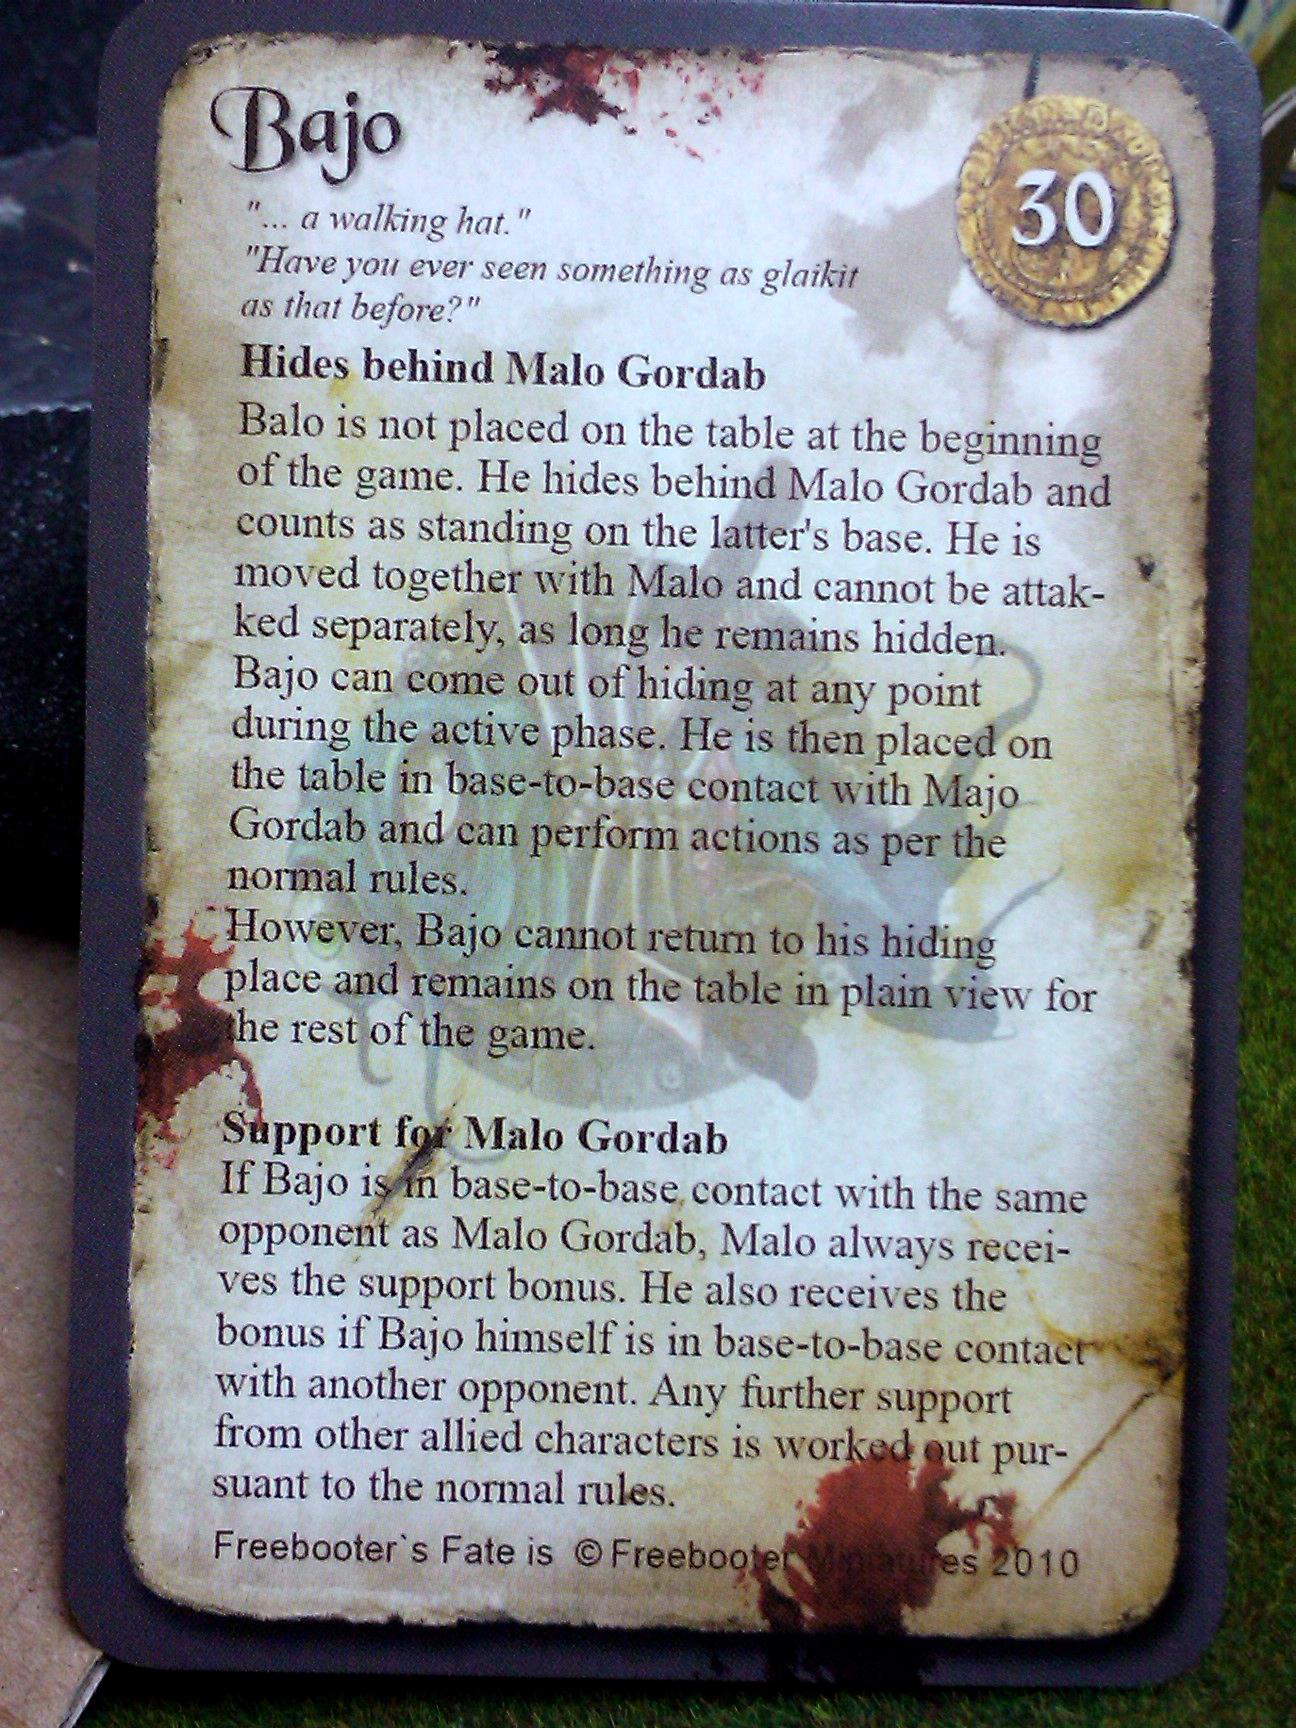 Bajo
30
"... a walking hat."
"Have you ever seen something as glaikit
as that before?"
Hides behind Malo Gordab
Balo is not placed on the table at the beginning
of the game. He hides behind Malo Gordab and
counts as standing on the latter's base. He is
moved together with Malo and cannot be attak-
ked separately, as long he remains hidden.
Bajo can come out of hiding at any point
during the active phase. He is then placed on
the table in base-to-base contact with Majo
Gordab and can perform actions as per the
normal rules.
However, Bajo cannot return to his hiding
place and remains on the table in plain view for
the rest of the game.
Support for Malo Gordab
If Bajo is in base-to-base contact with the same
opponent as Malo Gordab, Malo always recei-
ves the support bonus. He also receives the
bonus if Bajo himself is in base-to-base contact
with another opponent. Any further support
from other allied characters is worked out pur-
suant to the normal rules.
Freebooter`s Fate is © Freebooter Miniatures 2010